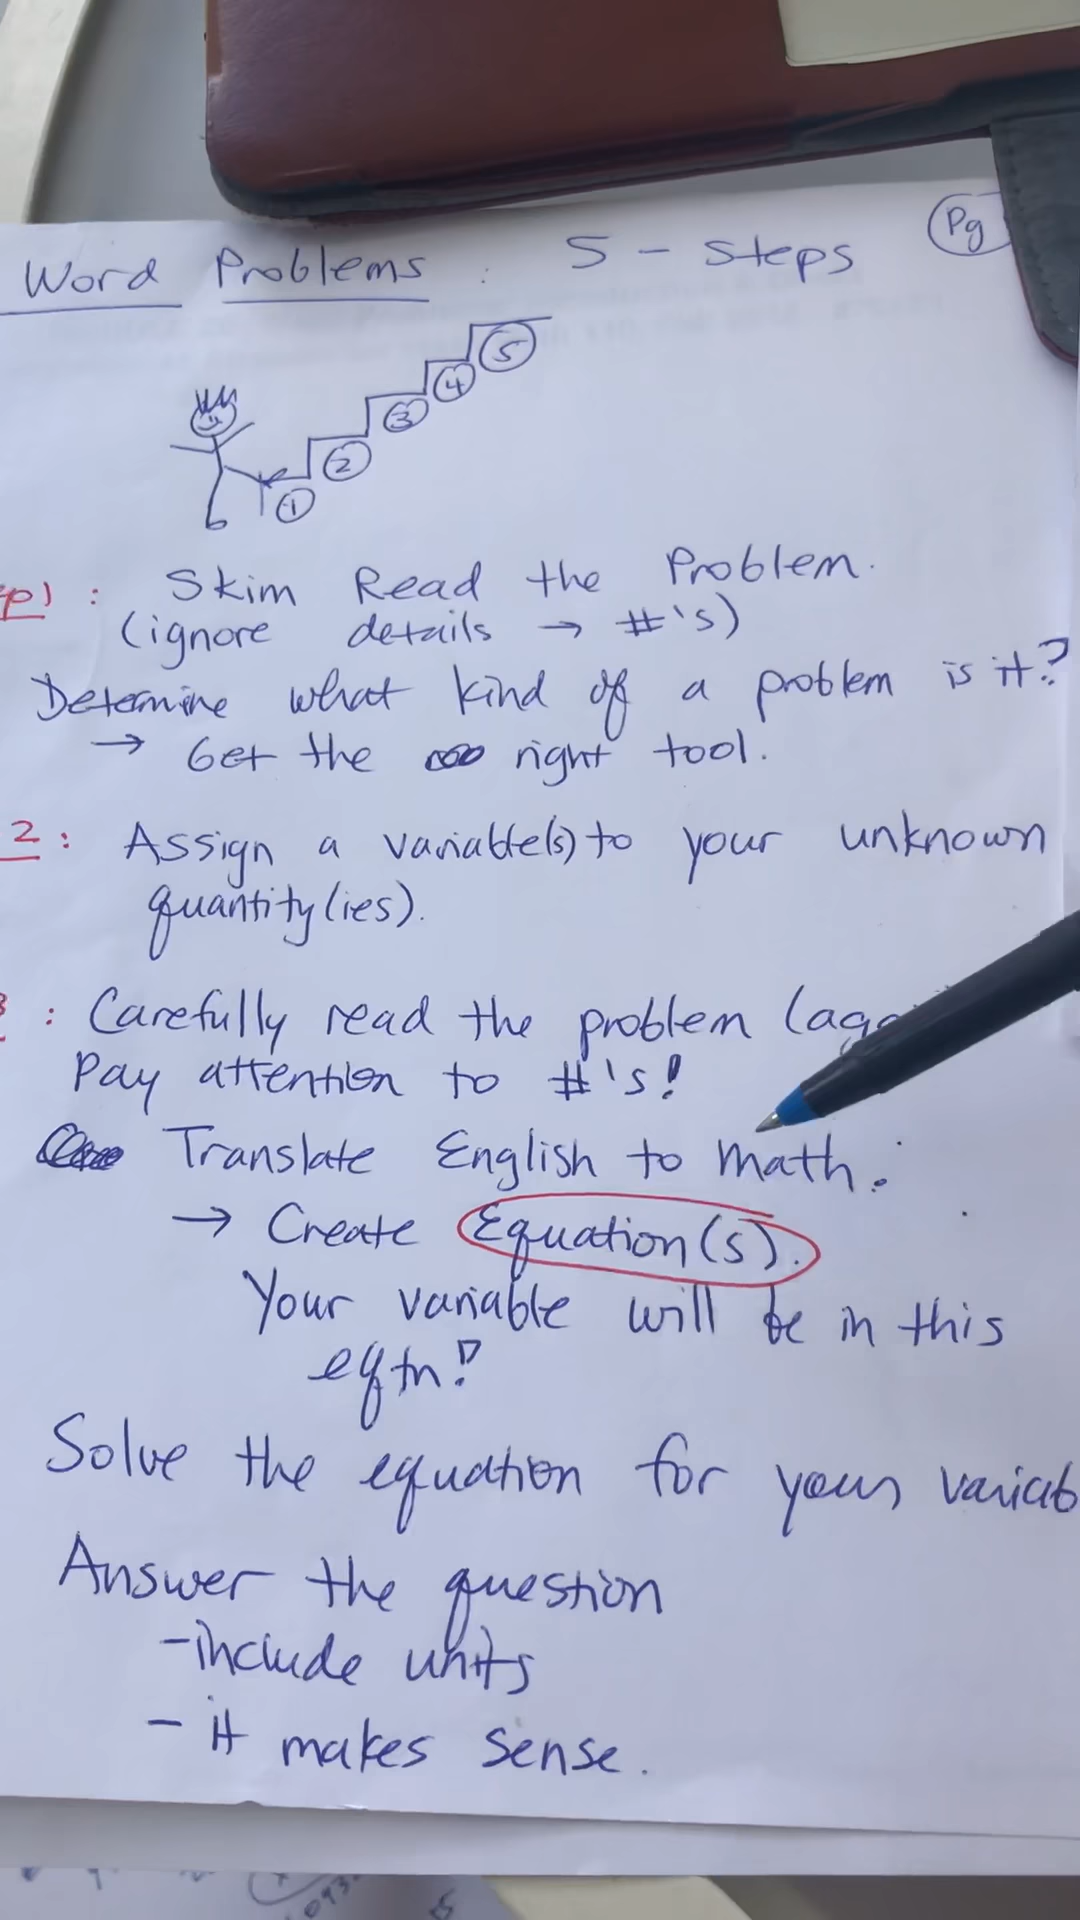 Word Problems : 5 - Steps
Pg
5
4
3
2
1
p1 : Skim Read the Problem.
(ignore details → #'s)
Determine what kind of a problem is it?
→ Get the right tool.
2 : Assign a variable(s) to your unknown
quantity(ies).
3 : Carefully read the problem (aga
Pay attention to #'s!
Translate English to Math.
→ Create Equation(s).
Your variable will be in this
eqtn!
Solve the equation for your variab
Answer the question
- include units
- it makes sense.